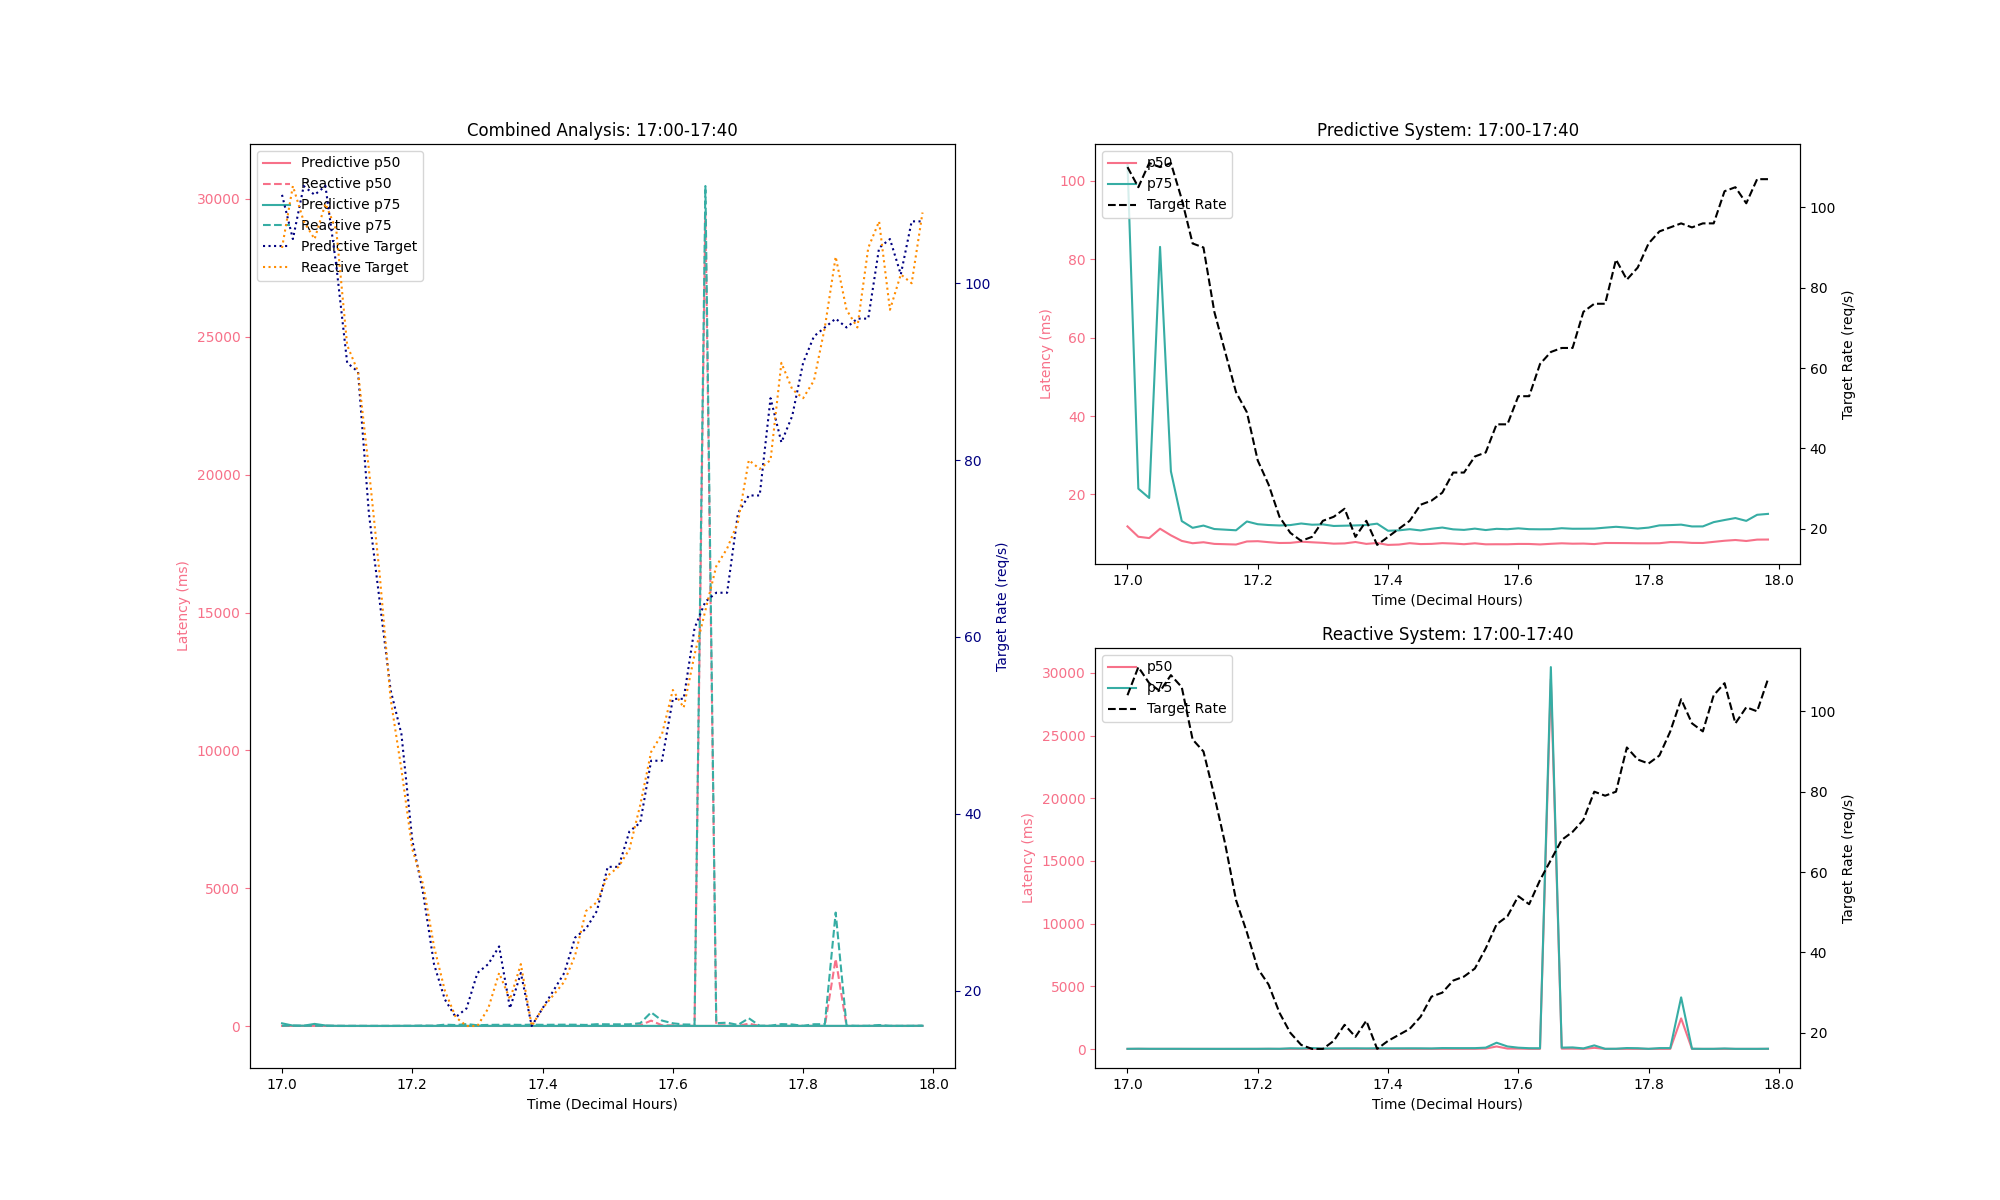 Combined Analysis: 17:00-17:40
Predictive p50
Reactive p50
Predictive p75
Reactive p75
Predictive Target
Reactive Target
30000
25000
20000
15000
10000
5000
0
Latency (ms)
100
80
60
40
20
Target Rate (req/s)
17.0 17.2 17.4 17.6 17.8 18.0
Time (Decimal Hours)
Predictive System: 17:00-17:40
p50
p75
Target Rate
100
80
60
40
20
Latency (ms)
100
80
60
40
20
Target Rate (req/s)
17.0 17.2 17.4 17.6 17.8 18.0
Time (Decimal Hours)
Reactive System: 17:00-17:40
p50
p75
Target Rate
30000
25000
20000
15000
10000
5000
0
Latency (ms)
100
80
60
40
20
Target Rate (req/s)
17.0 17.2 17.4 17.6 17.8 18.0
Time (Decimal Hours)